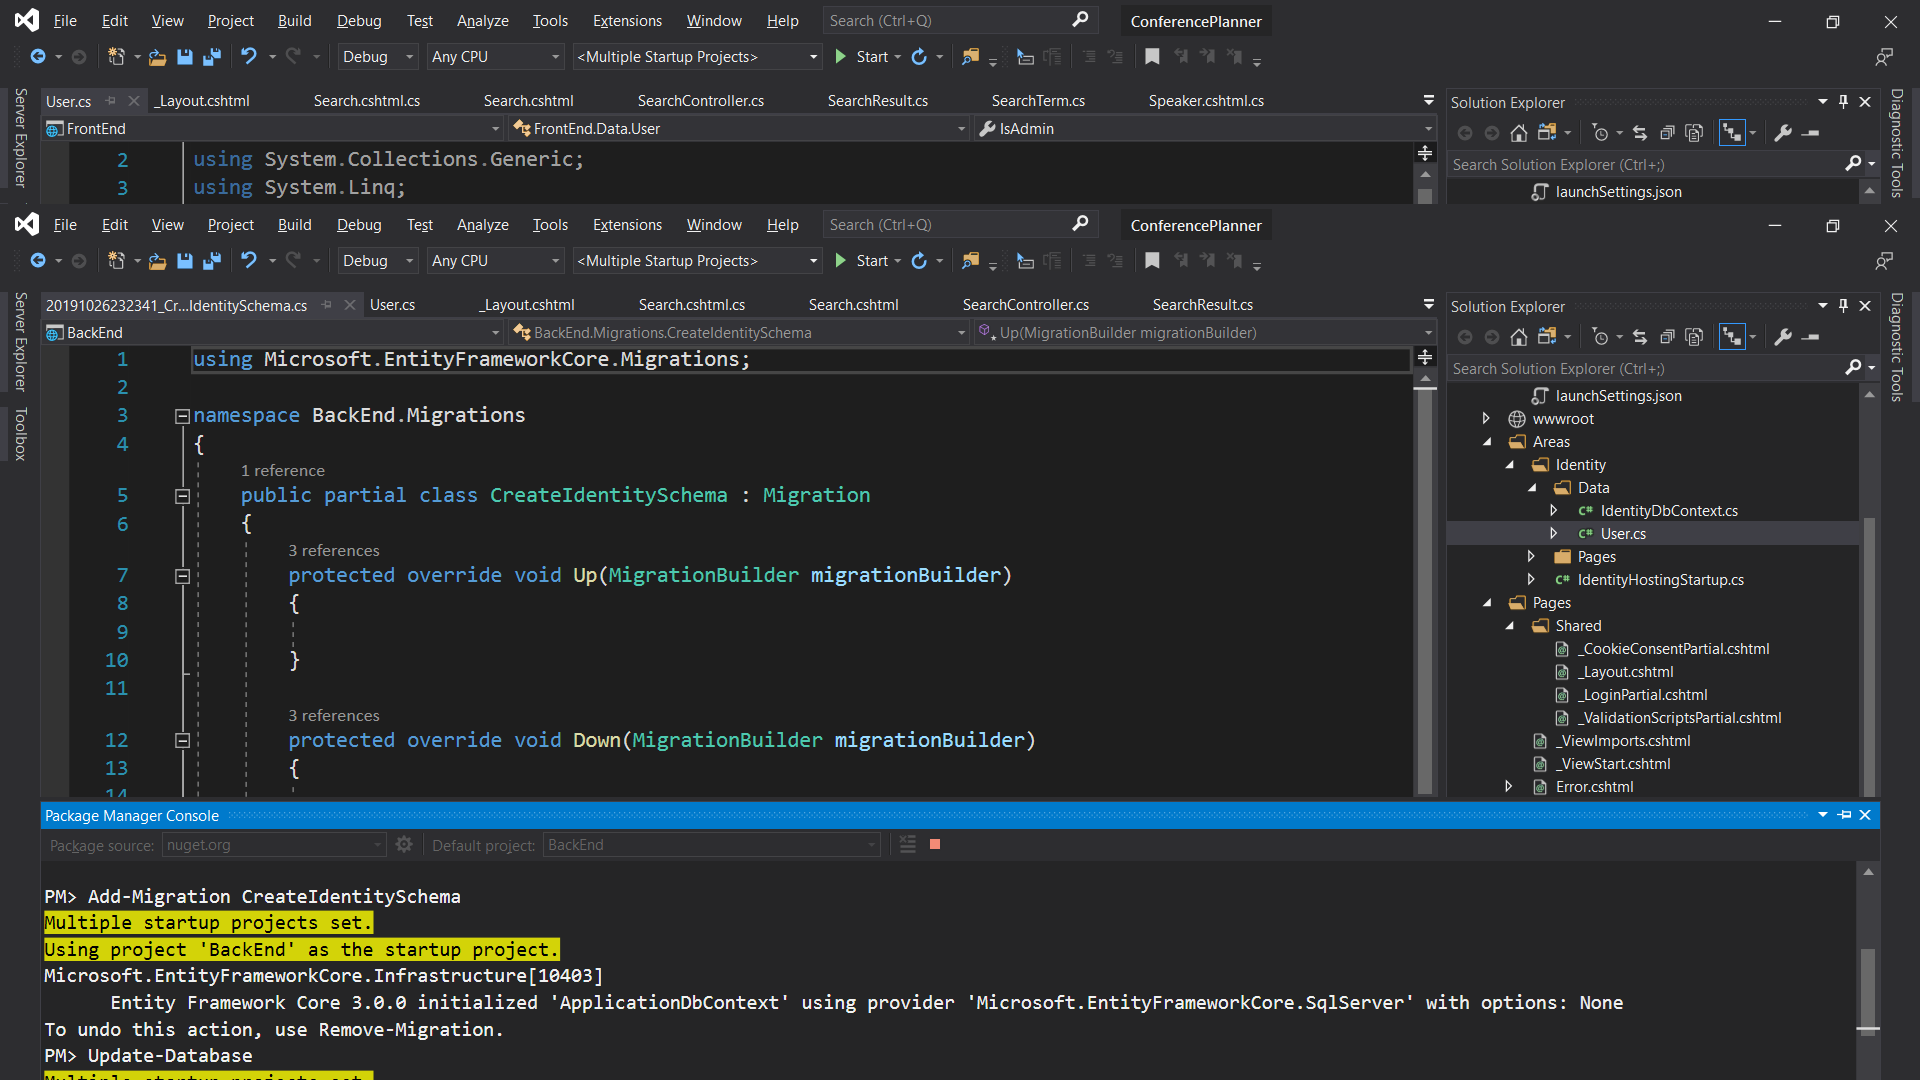 File Edit View Project Build Debug Test Analyze Tools Extensions Window Help Search (Ctrl+Q) ConferencePlanner
Debug Any CPU <Multiple Startup Projects> Start
Server Explorer
User.cs _Layout.cshtml Search.cshtml.cs Search.cshtml SearchController.cs SearchResult.cs SearchTerm.cs Speaker.cshtml.cs
FrontEnd FrontEnd.Data.User IsAdmin
2 using System.Collections.Generic;
3 using System.Linq;
Solution Explorer
Search Solution Explorer (Ctrl+;)
launchSettings.json
Diagnostic Tools
File Edit View Project Build Debug Test Analyze Tools Extensions Window Help Search (Ctrl+Q) ConferencePlanner
Debug Any CPU <Multiple Startup Projects> Start
Server Explorer
Toolbox
20191026232341_Cr...IdentitySchema.cs User.cs _Layout.cshtml Search.cshtml.cs Search.cshtml SearchController.cs SearchResult.cs
BackEnd BackEnd.Migrations.CreateIdentitySchema Up(MigrationBuilder migrationBuilder)
1 using Microsoft.EntityFrameworkCore.Migrations;
2
3 namespace BackEnd.Migrations
4 {
1 reference
5 public partial class CreateIdentitySchema : Migration
6 {
3 references
7 protected override void Up(MigrationBuilder migrationBuilder)
8 {
9
10 }
11
3 references
12 protected override void Down(MigrationBuilder migrationBuilder)
13 {
14
Solution Explorer
Search Solution Explorer (Ctrl+;)
launchSettings.json
wwwroot
Areas
Identity
Data
C# IdentityDbContext.cs
C# User.cs
Pages
C# IdentityHostingStartup.cs
Pages
Shared
_CookieConsentPartial.cshtml
_Layout.cshtml
_LoginPartial.cshtml
_ValidationScriptsPartial.cshtml
_ViewImports.cshtml
_ViewStart.cshtml
Error.cshtml
Diagnostic Tools
Package Manager Console
Package source: nuget.org Default project: BackEnd
PM> Add-Migration CreateIdentitySchema
Multiple startup projects set.
Using project 'BackEnd' as the startup project.
Microsoft.EntityFrameworkCore.Infrastructure[10403]
Entity Framework Core 3.0.0 initialized 'ApplicationDbContext' using provider 'Microsoft.EntityFrameworkCore.SqlServer' with options: None
To undo this action, use Remove-Migration.
PM> Update-Database
Multiple startup projects set.